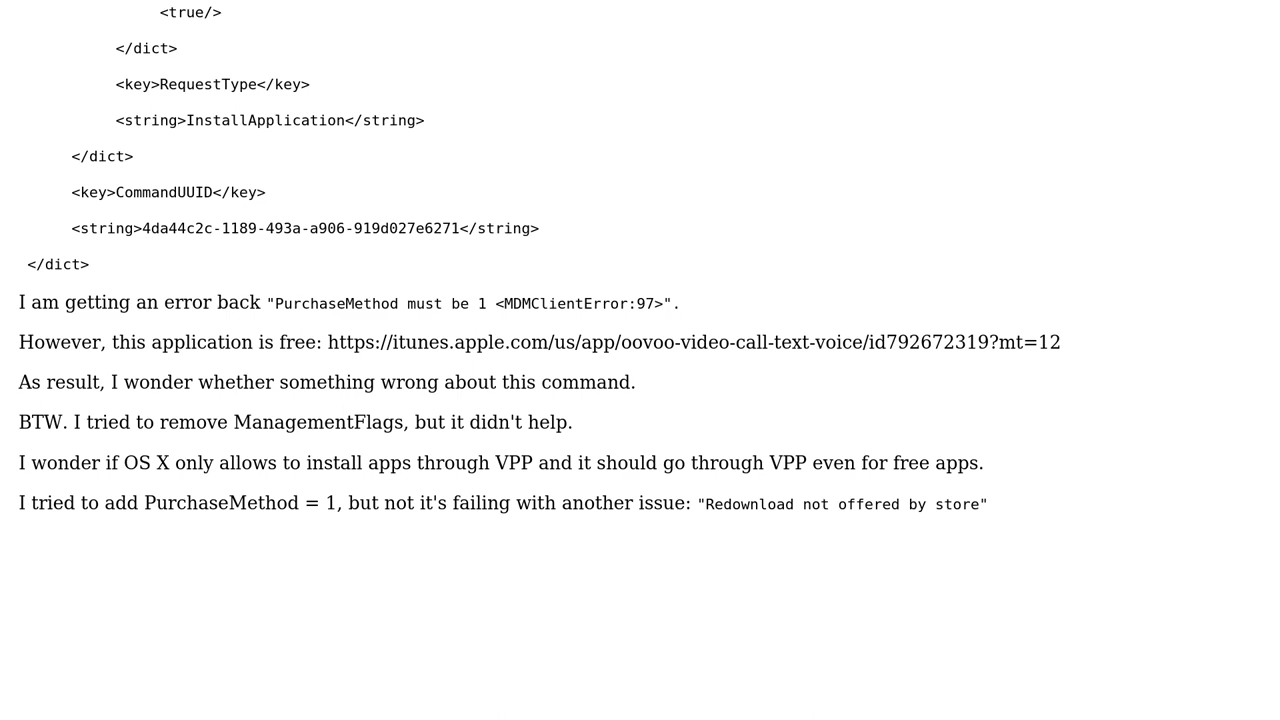 <true/>
</dict>
<key>RequestType</key>
<string>InstallApplication</string>
</dict>
<key>CommandUUID</key>
<string>4da44c2c-1189-493a-a906-919d027e6271</string>
</dict>
I am getting an error back "PurchaseMethod must be 1 <MDMClientError:97>".
However, this application is free: https://itunes.apple.com/us/app/oovoo-video-call-text-voice/id792672319?mt=12
As result, I wonder whether something wrong about this command.
BTW. I tried to remove ManagementFlags, but it didn't help.
I wonder if OS X only allows to install apps through VPP and it should go through VPP even for free apps.
I tried to add PurchaseMethod = 1, but not it's failing with another issue: "Redownload not offered by store"